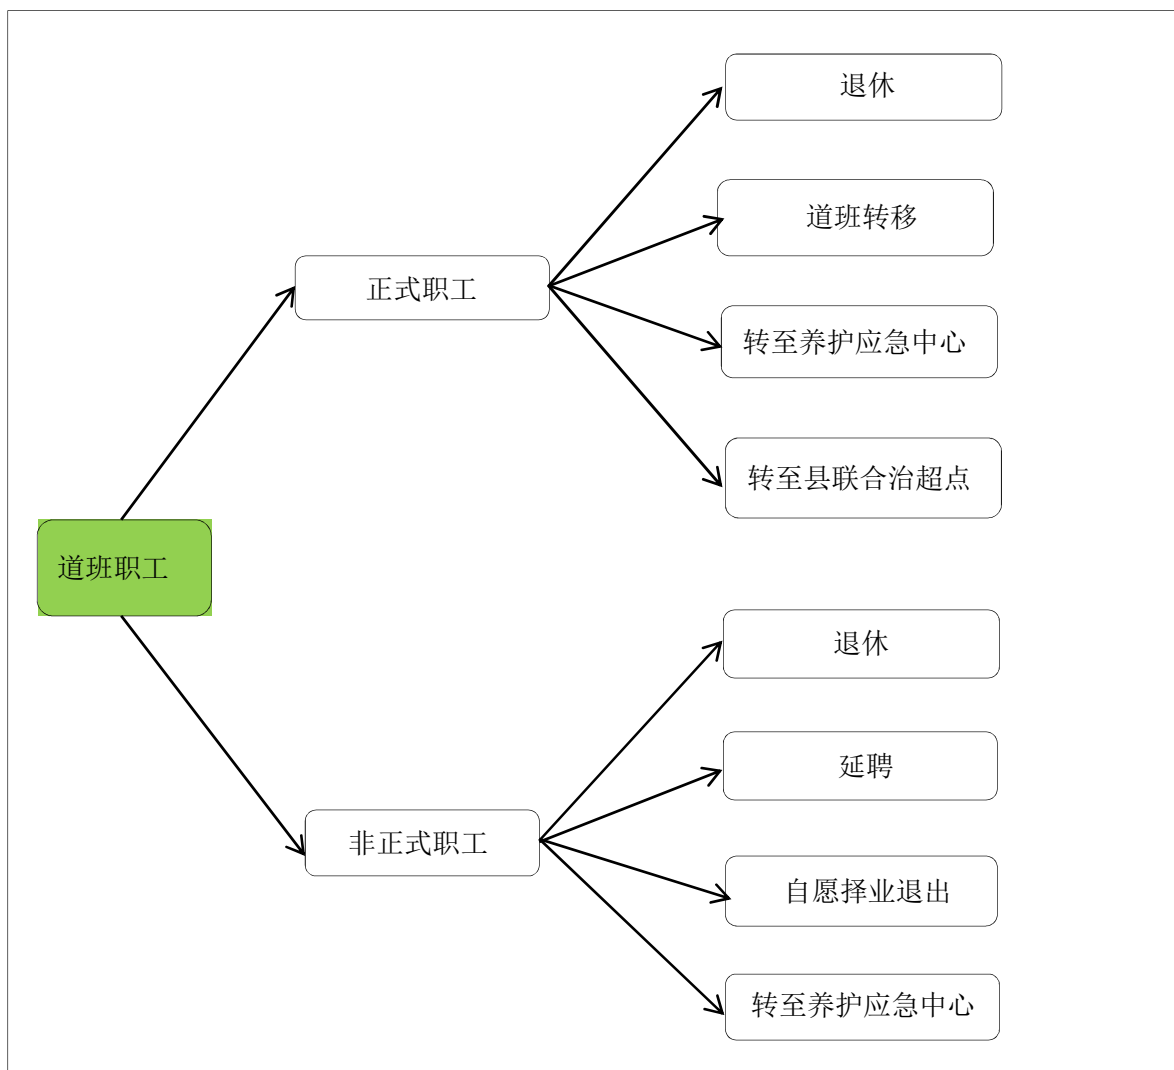 退休
道班转移
正式职工
转至养护应急中心
转至县联合治超点
道班职工
退休
延聘
非正式职工
自愿择业退出
转至养护应急中心